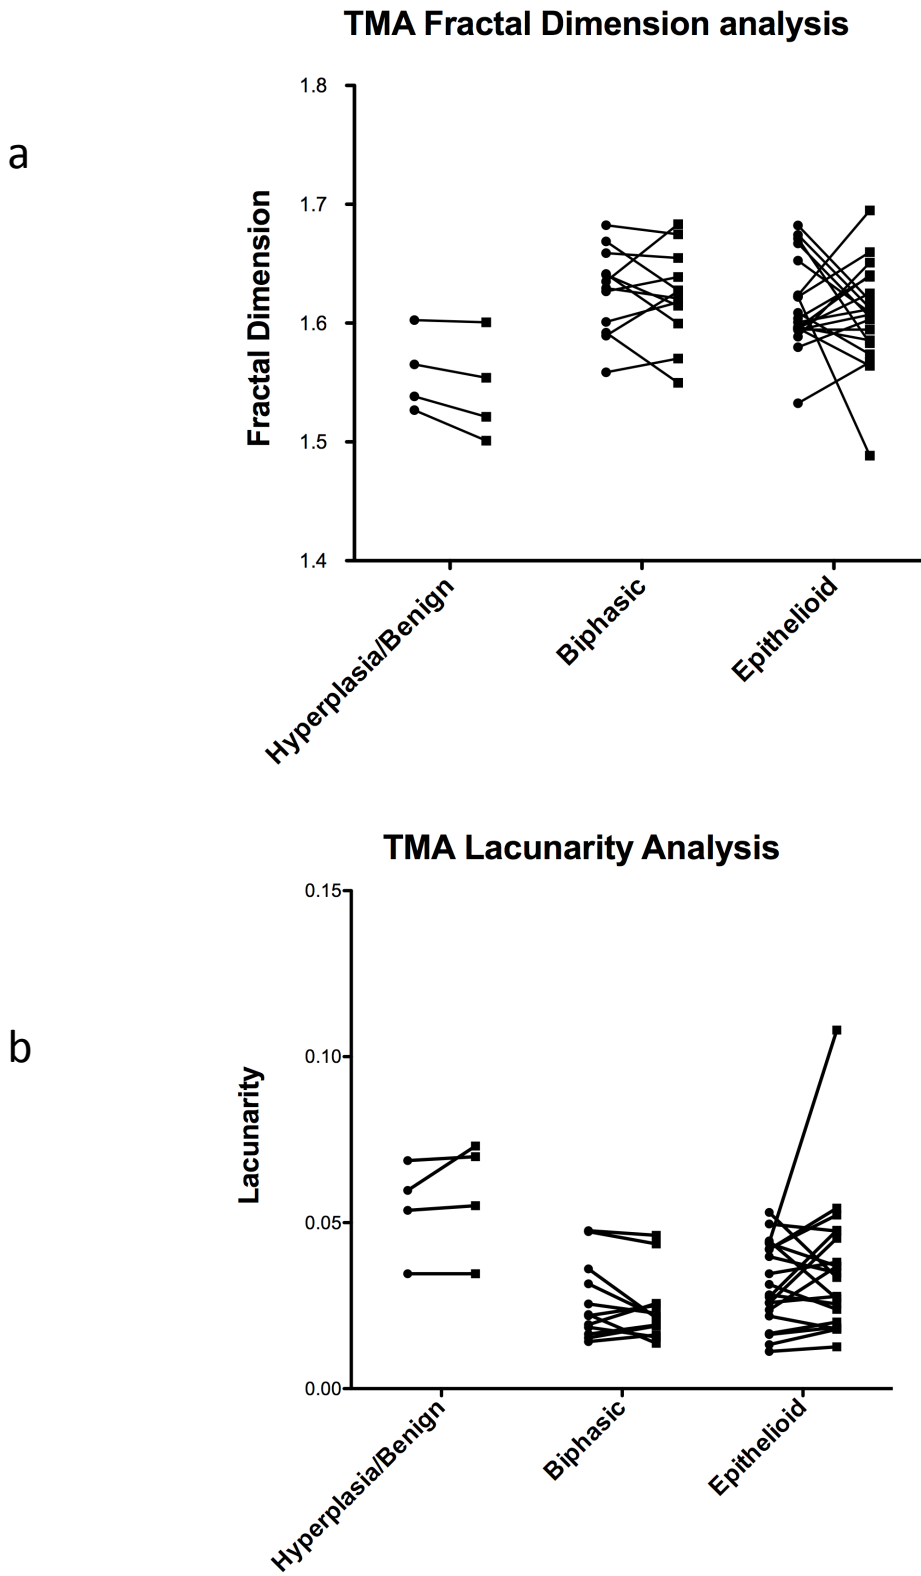 TMA Fractal Dimension analysis
a
Fractal Dimension
1.8
1.7
1.6
1.5
1.4
Hyperplasia/Benign
Biphasic
Epithelioid
TMA Lacunarity Analysis
b
Lacunarity
0.15
0.10
0.05
0.00
Hyperplasia/Benign
Biphasic
Epithelioid